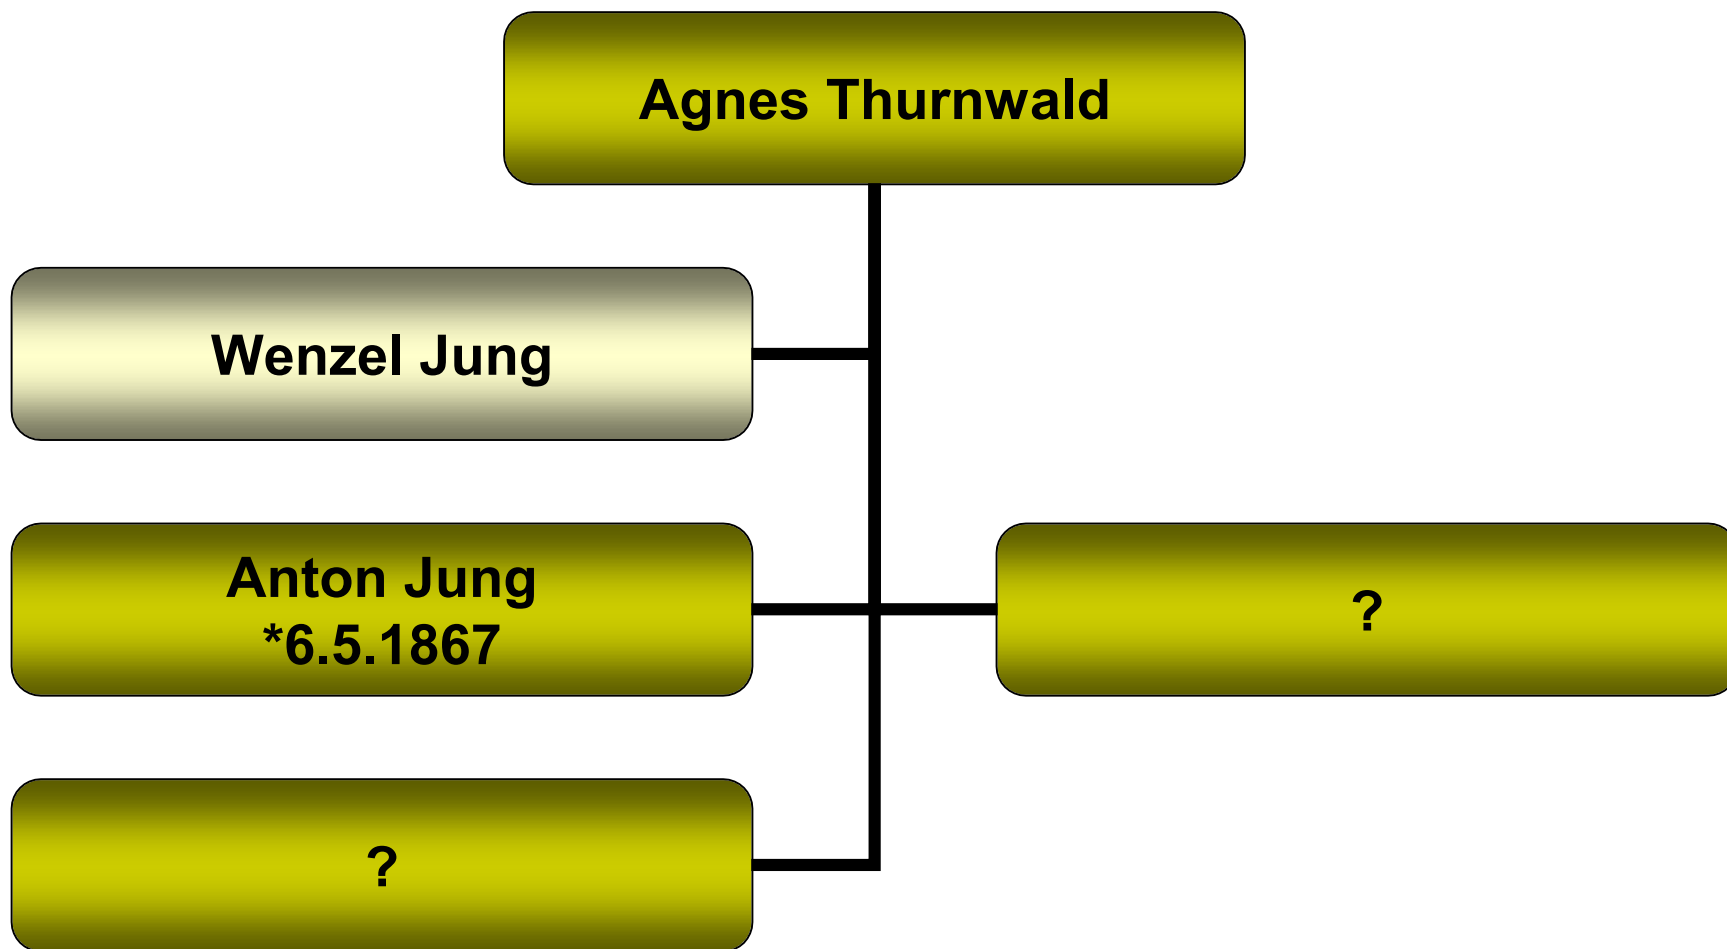 Agnes Thurnwald
Wenzel Jung
Anton Jung
*6.5.1867
?
?